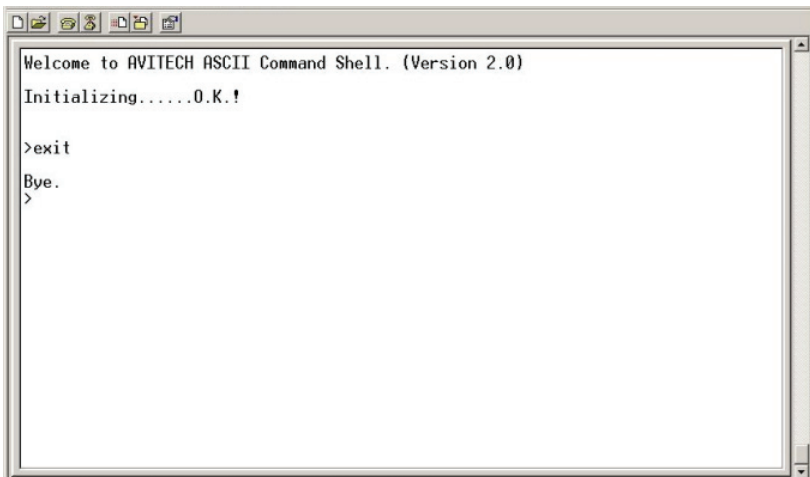 Welcome to AVITECH ASCII Command Shell. (Version 2.0)
Initializing......O.K.!
>exit
Bye.
>